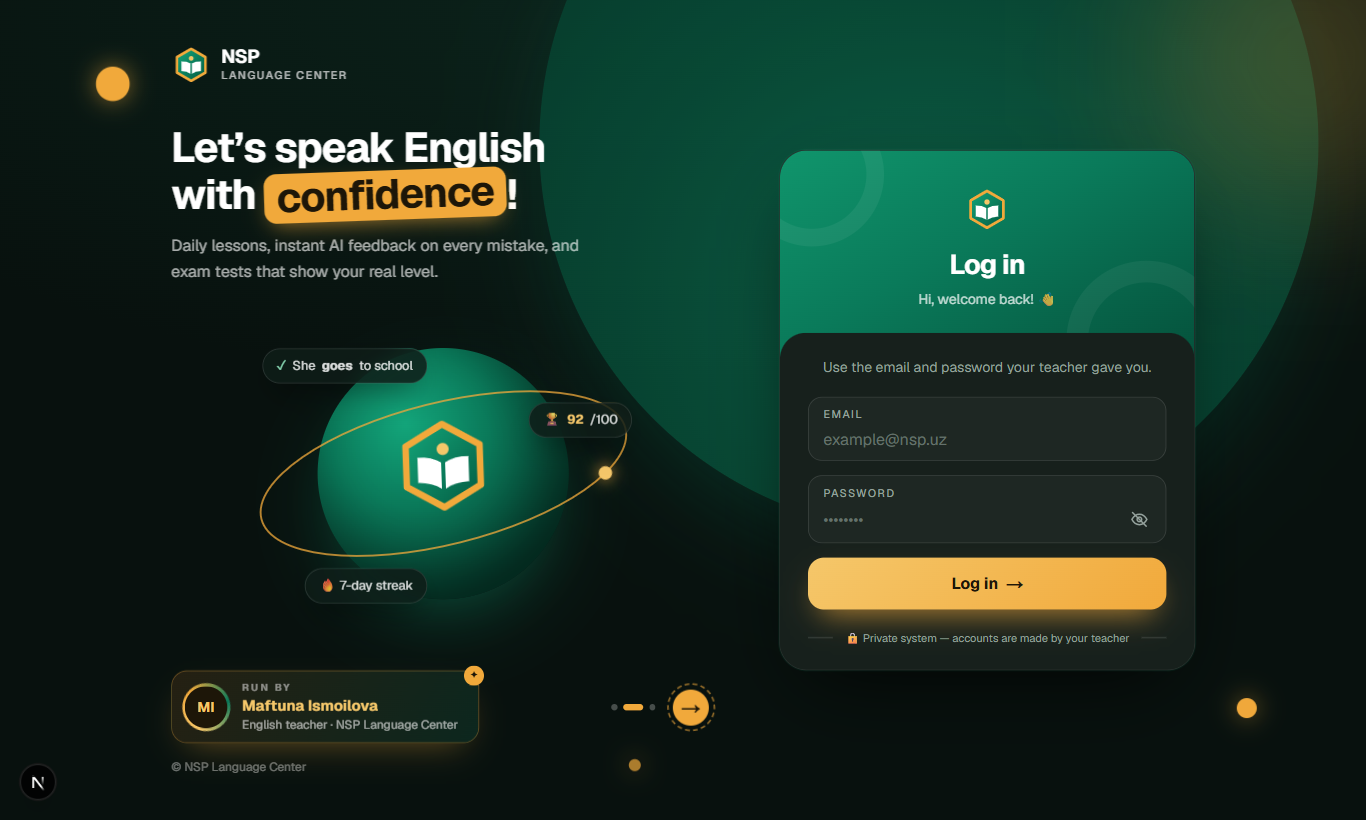 NSP
LANGUAGE CENTER
Let’s speak English
with confidence!
Daily lessons, instant AI feedback on every mistake, and
exam tests that show your real level.
✓ She goes to school
🏆 92 /100
🔥 7-day streak
MI
RUN BY
Maftuna Ismoilova
English teacher · NSP Language Center
© NSP Language Center
N
Log in
Hi, welcome back! 👋
Use the email and password your teacher gave you.
EMAIL
example@nsp.uz
PASSWORD
••••••••
Log in →
🔒 Private system — accounts are made by your teacher